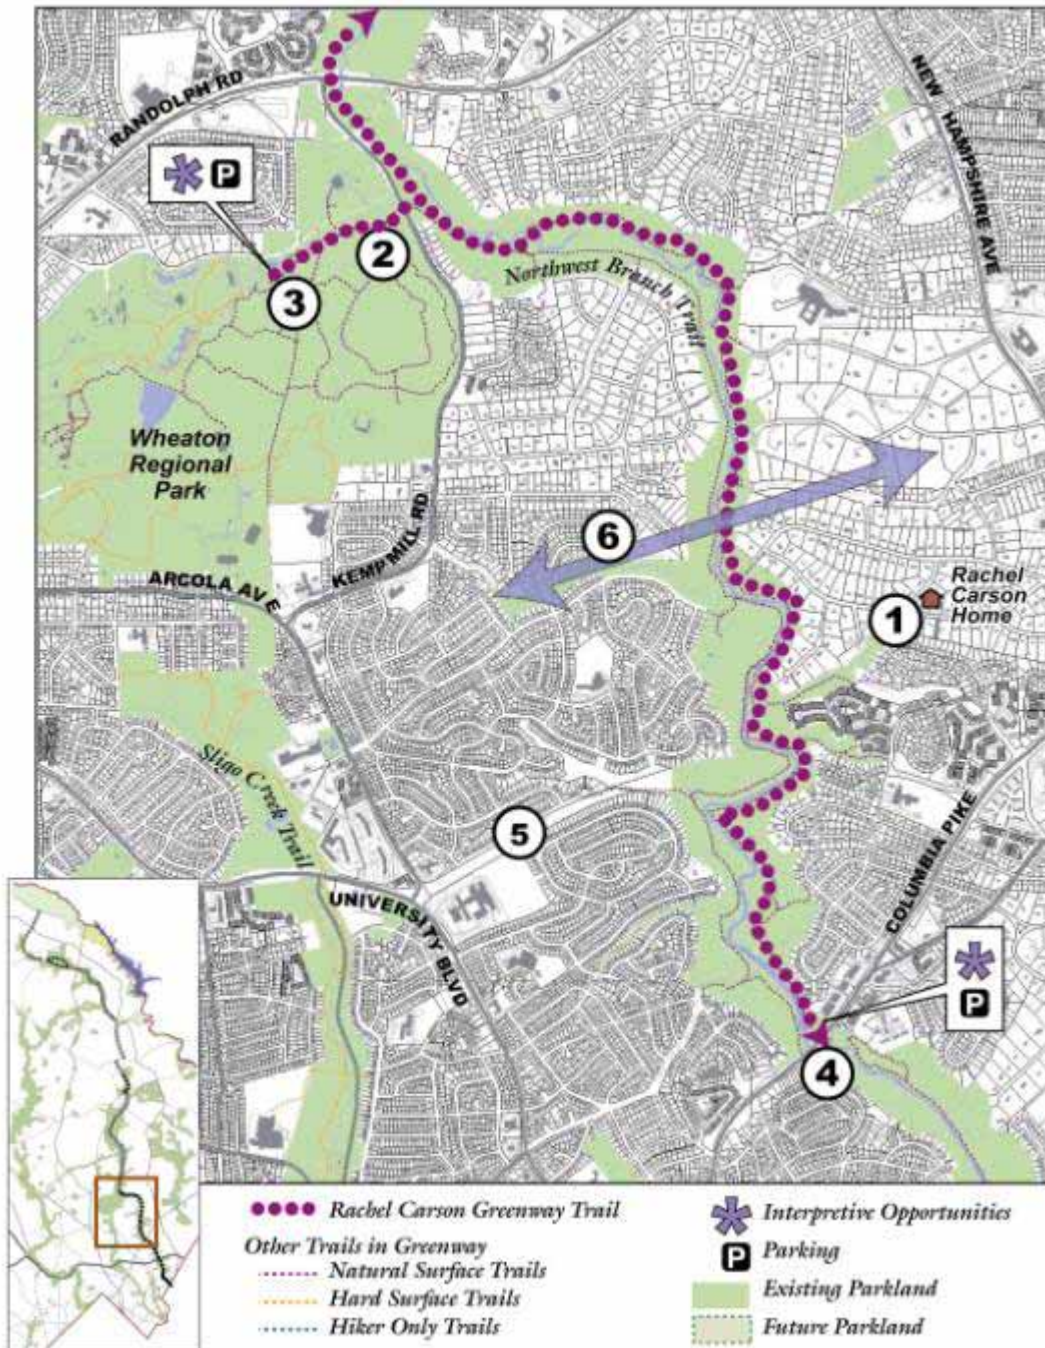 RANDOLPH RD
NEW HAMPSHIRE AVE
P
2
3
Northwest Branch Trail
Wheaton
Regional
Park
KEMP MILL RD
ARCOLA AVE
6
1
Rachel
Carson
Home
Sligo Creek Trail
5
COLUMBIA PIKE
UNIVERSITY BLVD
P
4
Rachel Carson Greenway Trail
Other Trails in Greenway
Natural Surface Trails
Hard Surface Trails
Hiker Only Trails
Interpretive Opportunities
P Parking
Existing Parkland
Future Parkland